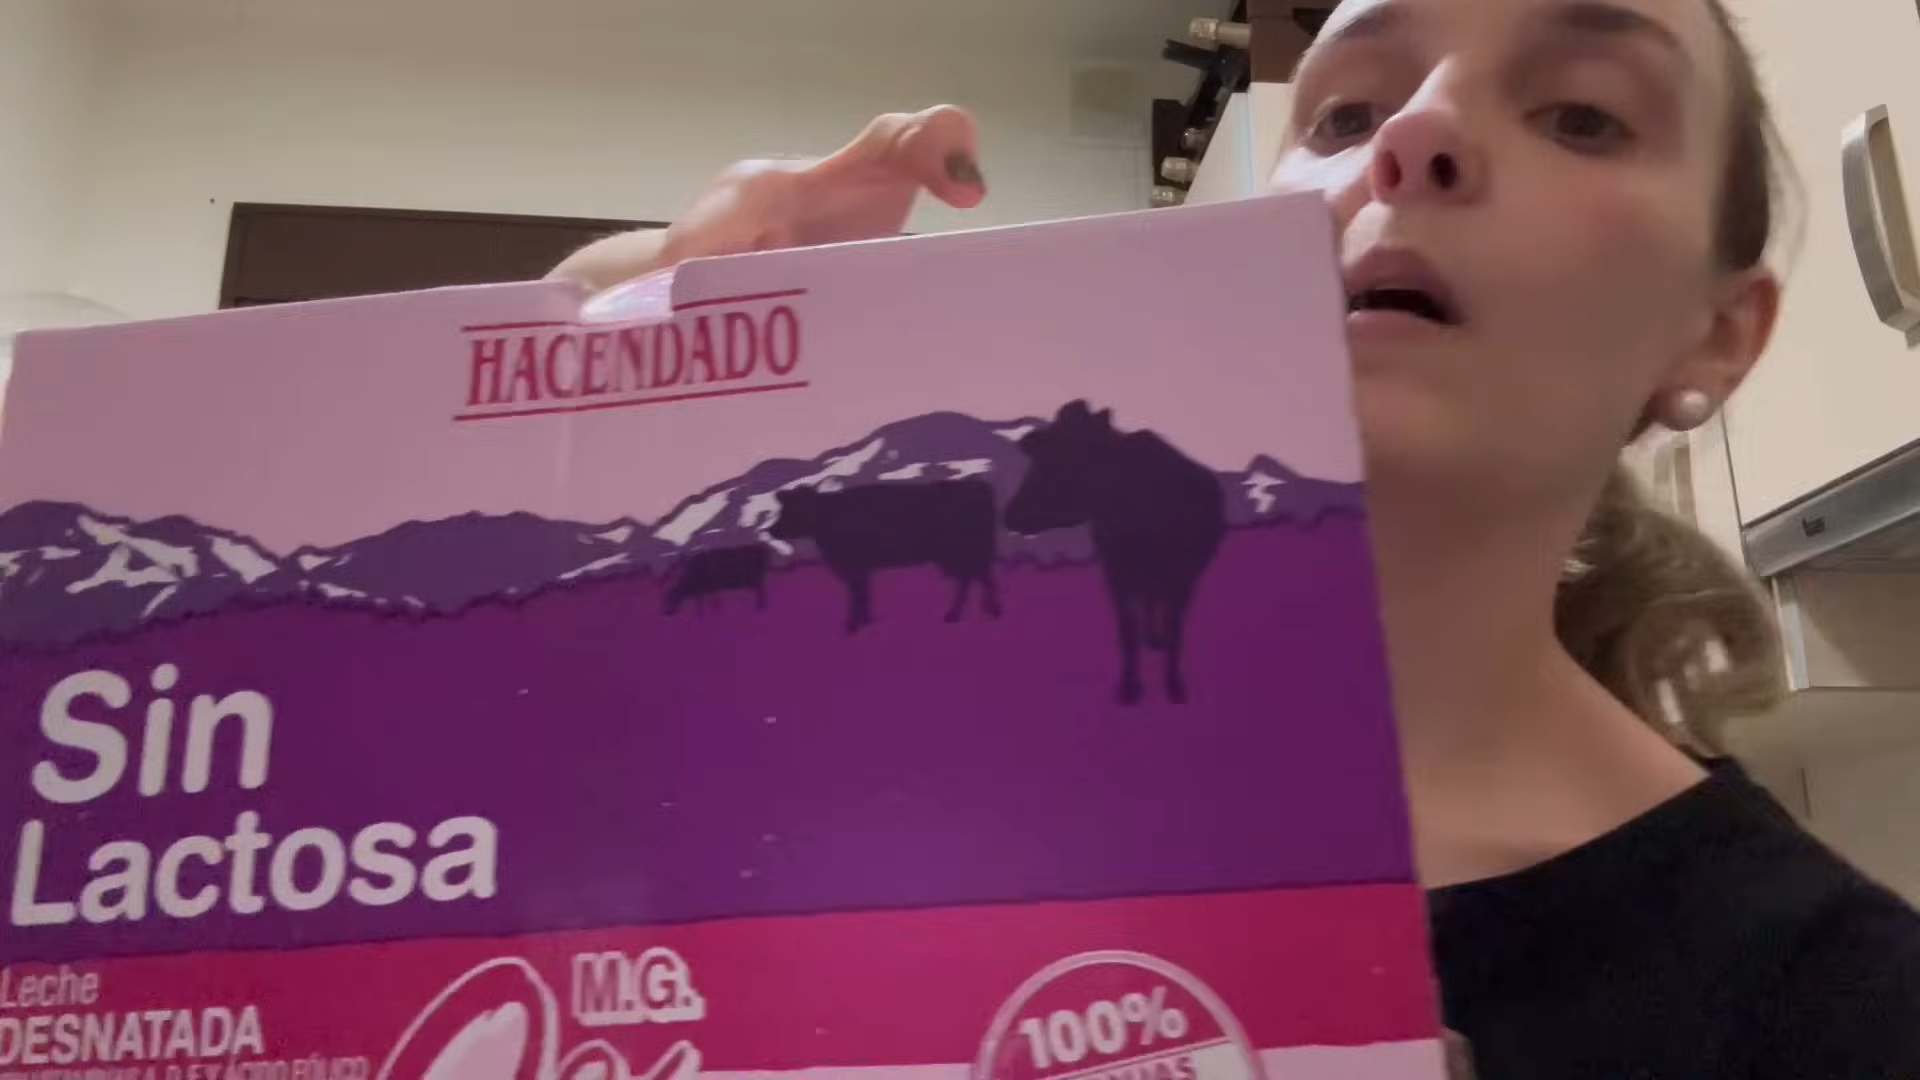 HACENDADO
Sin
Lactosa
Leche
DESNATADA
M.G.
100%